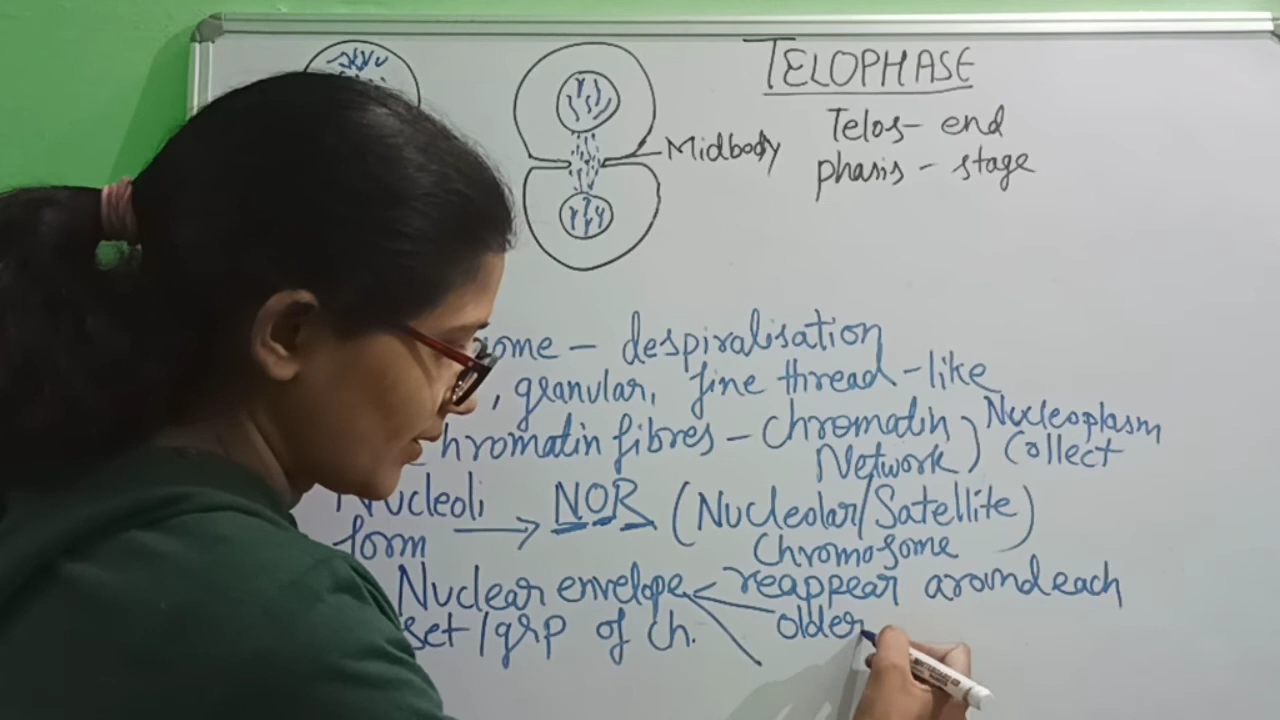 TELOPHASE
Telos- end
phasis - stage
Midbody
ome - despiralisation
, granular, fine thread-like
chromatin fibres - chromatin Network) Nucleoplasm Collect
Nucleoli form → NOR (Nucleolar/Satellite) Chromosome
Nuclear envelope reappear around each
set/grp of ch. older